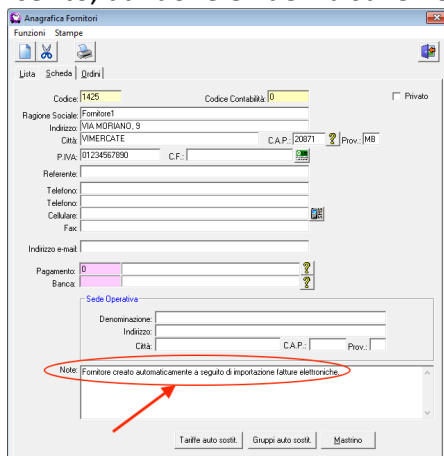 Anagrafica Fornitori
Funzioni Stampe
Lista Scheda Ordini
Codice: 1425 Codice Contabilità: 0 Privato
Ragione Sociale: Fornitore1
Indirizzo: VIA MORIANO, 9
Città: VIMERCATE C.A.P.: 20871 ? Prov.: MB
P.IVA: 01234567890 C.F.:
Referente:
Telefono:
Telefono:
Cellulare:
Fax:
Indirizzo e-mail:
Pagamento: 0 ?
Banca: ?
Sede Operativa
Denominazione:
Indirizzo:
Città: C.A.P.: Prov.:
Note: Fornitore creato automaticamente a seguito di importazione fatture elettroniche.
Tariffe auto sostit. Gruppi auto sostit. Mastrino